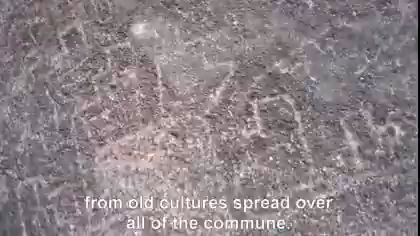 from old cultures spread over
all of the commune.